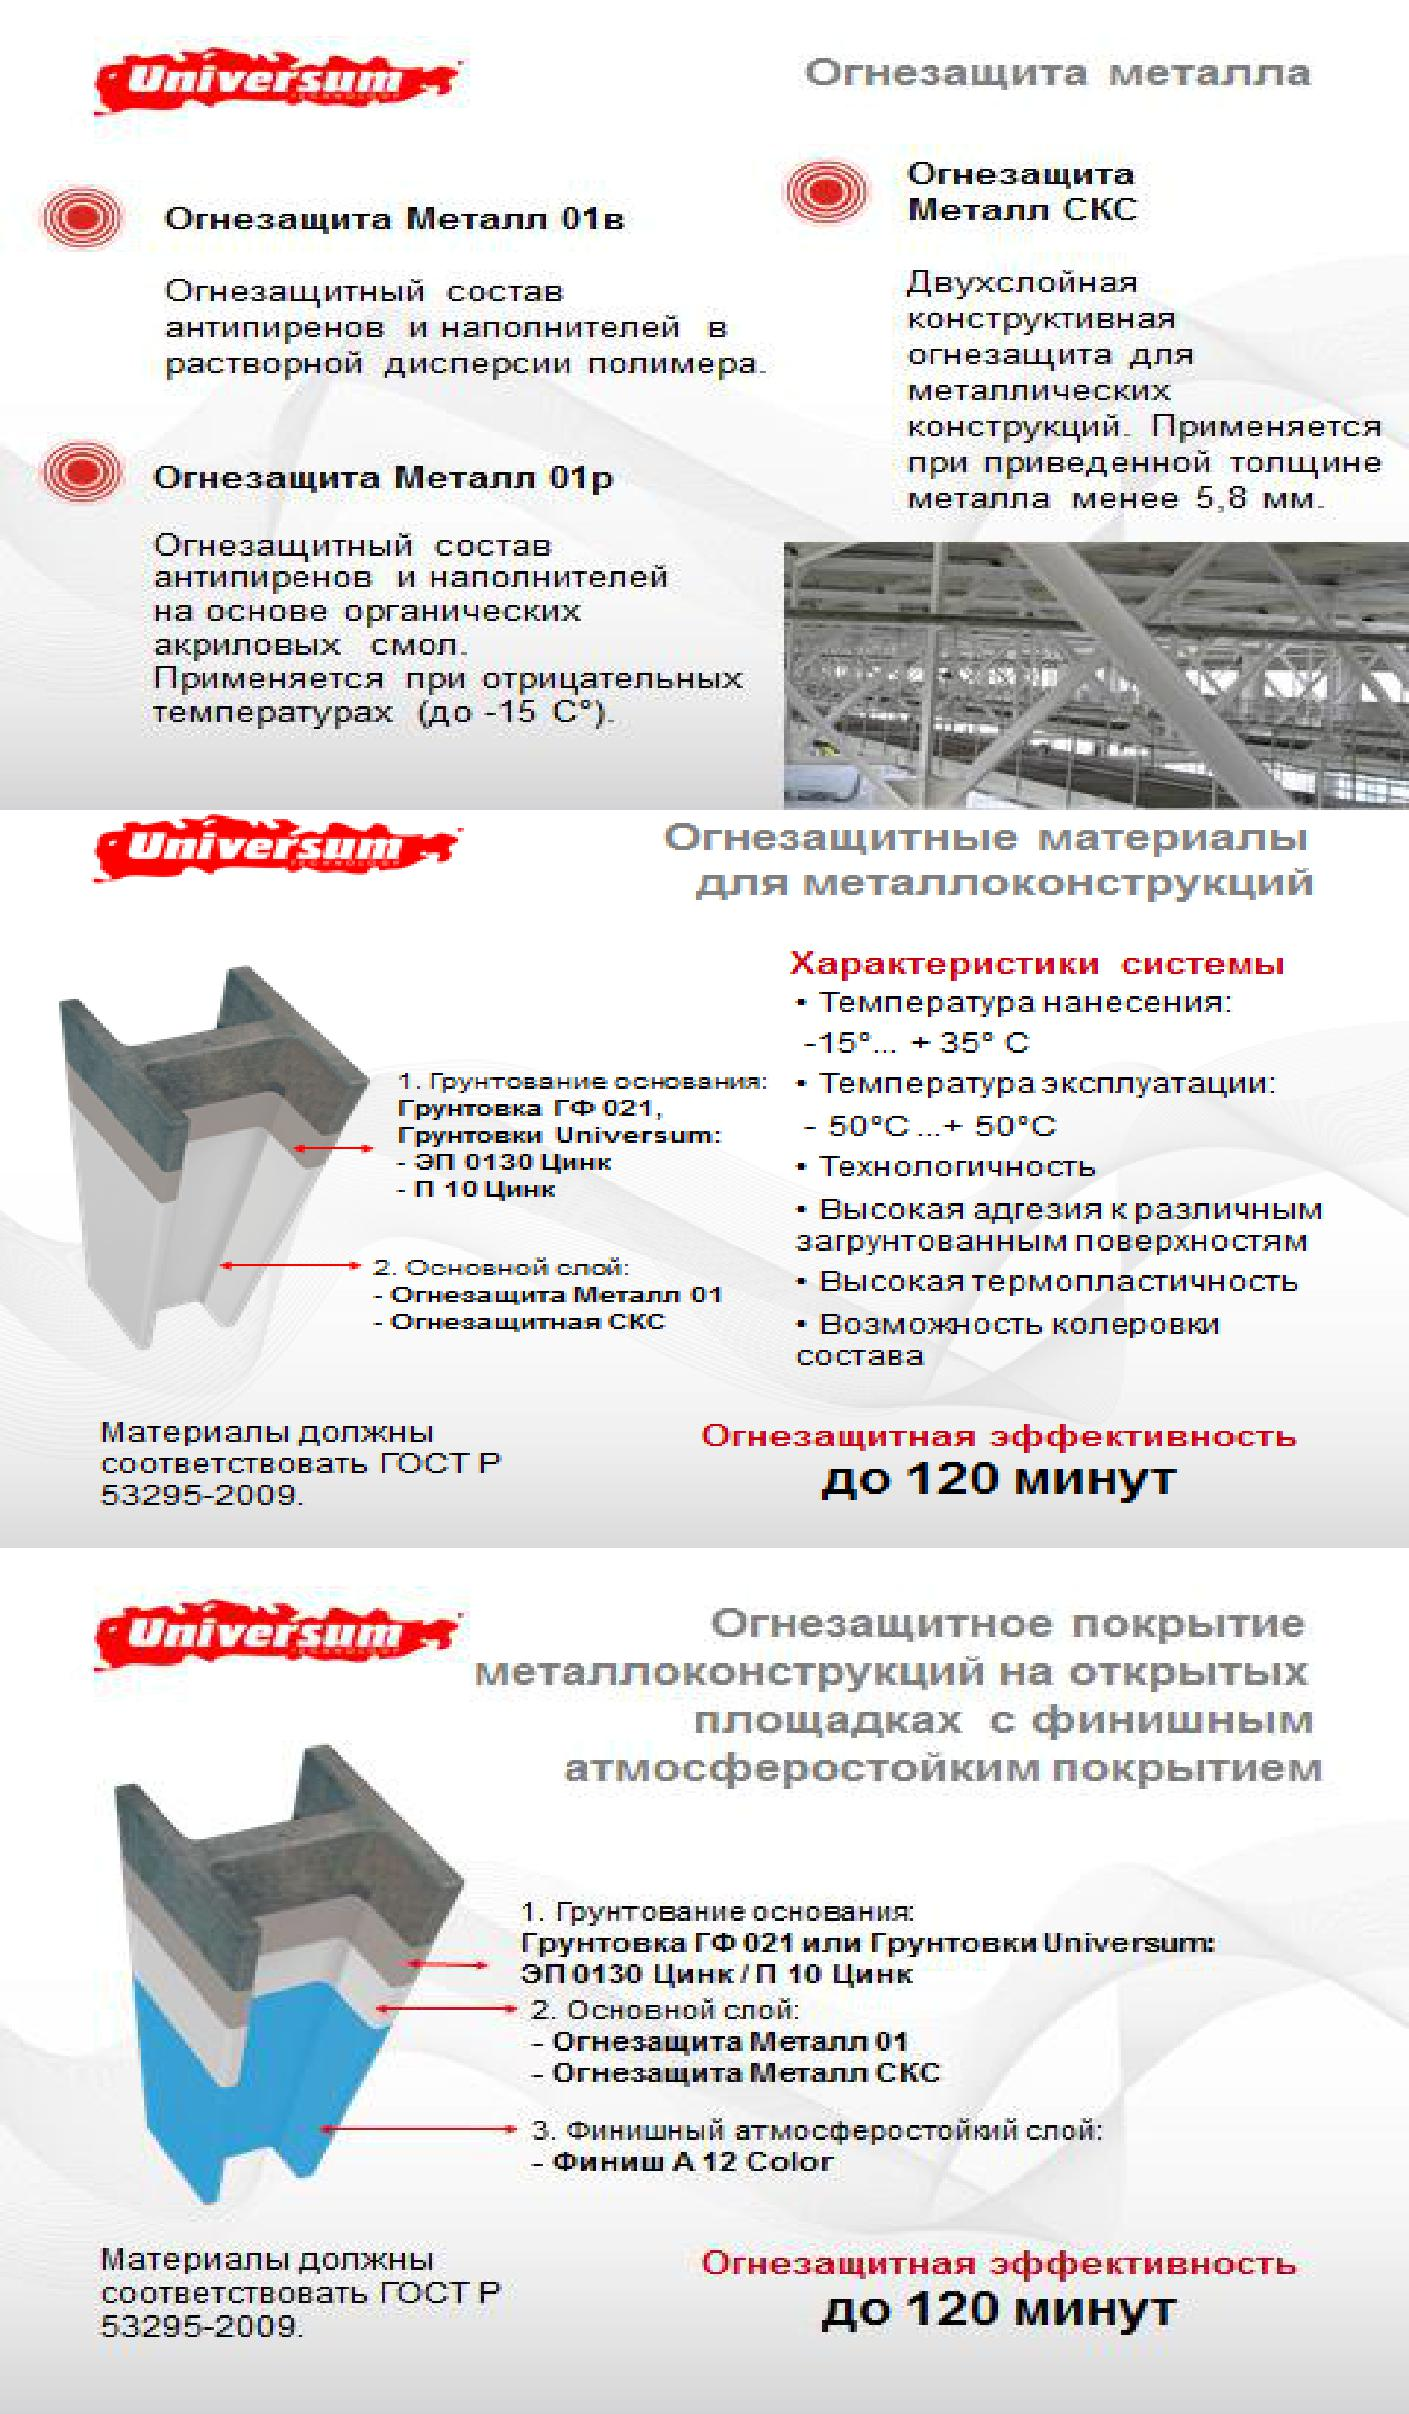 Universum
TECHNOLOGY
Огнезащита металла
Огнезащита Металл 01в
Огнезащитный состав
антипиренов и наполнителей в
растворной дисперсии полимера.
Огнезащита Металл 01р
Огнезащитный состав
антипиренов и наполнителей
на основе органических
акриловых смол.
Применяется при отрицательных
температурах (до -15 С°).
Огнезащита
Металл СКС
Двухслойная
конструктивная
огнезащита для
металлических
конструкций. Применяется
при приведенной толщине
металла менее 5,8 мм.
Universum
TECHNOLOGY
Огнезащитные материалы
для металлоконструкций
1. Грунтование основания:
Грунтовка ГФ 021,
Грунтовки Universum:
- ЭП 0130 Цинк
- П 10 Цинк
2. Основной слой:
- Огнезащита Металл 01
- Огнезащитная СКС
Характеристики системы
• Температура нанесения:
-15°... + 35° С
• Температура эксплуатации:
- 50°С ...+ 50°С
• Технологичность
• Высокая адгезия к различным
загрунтованным поверхностям
• Высокая термопластичность
• Возможность колеровки
состава
Материалы должны
соответствовать ГОСТ Р
53295-2009.
Огнезащитная эффективность
до 120 минут
Universum
TECHNOLOGY
Огнезащитное покрытие
металлоконструкций на открытых
площадках с финишным
атмосферостойким покрытием
1. Грунтование основания:
Грунтовка ГФ 021 или Грунтовки Universum:
ЭП 0130 Цинк / П 10 Цинк
2. Основной слой:
- Огнезащита Металл 01
- Огнезащита Металл СКС
3. Финишный атмосферостойкий слой:
- Финиш А 12 Color
Материалы должны
соответствовать ГОСТ Р
53295-2009.
Огнезащитная эффективность
до 120 минут